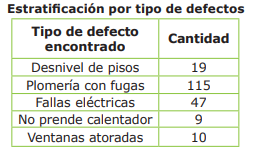 Estratificación por tipo de defectos
Tipo de defecto encontrado Cantidad
Desnivel de pisos 19
Plomería con fugas 115
Fallas eléctricas 47
No prende calentador 9
Ventanas atoradas 10